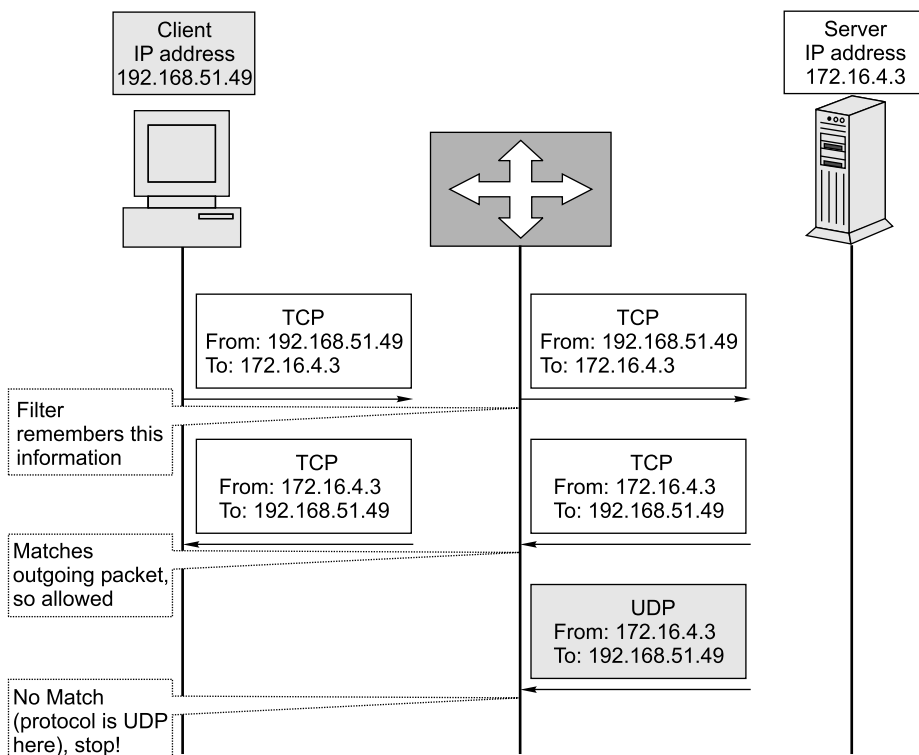 Client
IP address
192.168.51.49
Server
IP address
172.16.4.3
TCP
From: 192.168.51.49
To: 172.16.4.3
TCP
From: 192.168.51.49
To: 172.16.4.3
Filter
remembers this
information
TCP
From: 172.16.4.3
To: 192.168.51.49
TCP
From: 172.16.4.3
To: 192.168.51.49
Matches
outgoing packet,
so allowed
UDP
From: 172.16.4.3
To: 192.168.51.49
No Match
(protocol is UDP
here), stop!